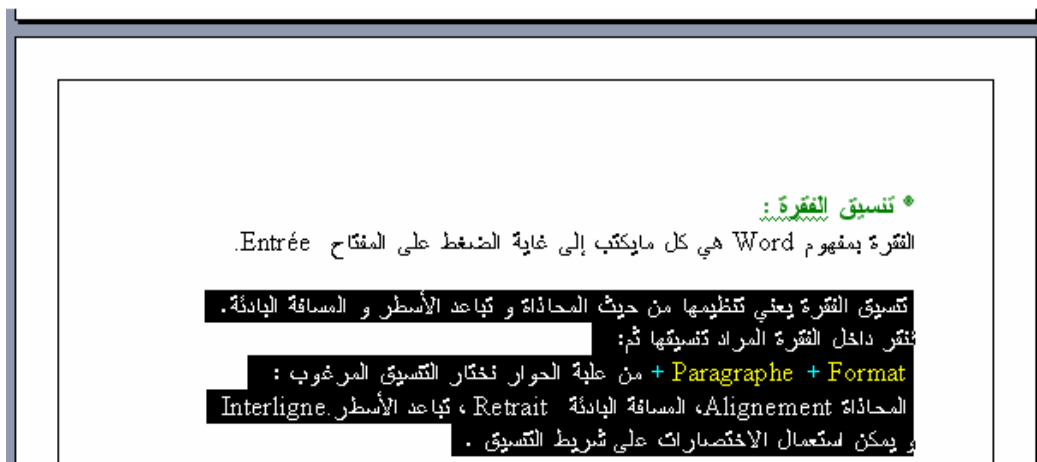 * تنسيق الفقرة :
الفقرة بمفهوم Word هي كل مايكتب إلى غاية الضغط على المفتاح Entrée.
تنسيق الفقرة يعني تنظيمها من حيث المحاذاة و تباعد الأسطر و المسافة البادئة.
ننقر داخل الفقرة المراد تنسيقها ثم:
Paragraphe + Format + من علبة الحوار نختار التنسيق المرغوب :
المحاذاة Alignement، المسافة البادئة Retrait ، تباعد الأسطر.Interligne
و يمكن استعمال الاختصارات على شريط التنسيق .